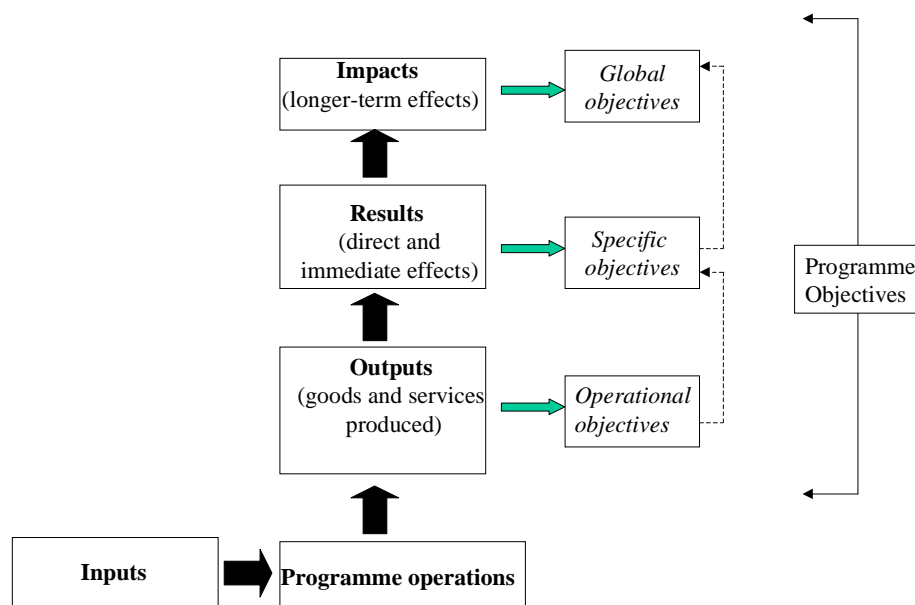 Impacts
(longer-term effects)
Global
objectives
Results
(direct and
immediate effects)
Specific
objectives
Programme
Objectives
Outputs
(goods and services
produced)
Operational
objectives
Inputs
Programme operations